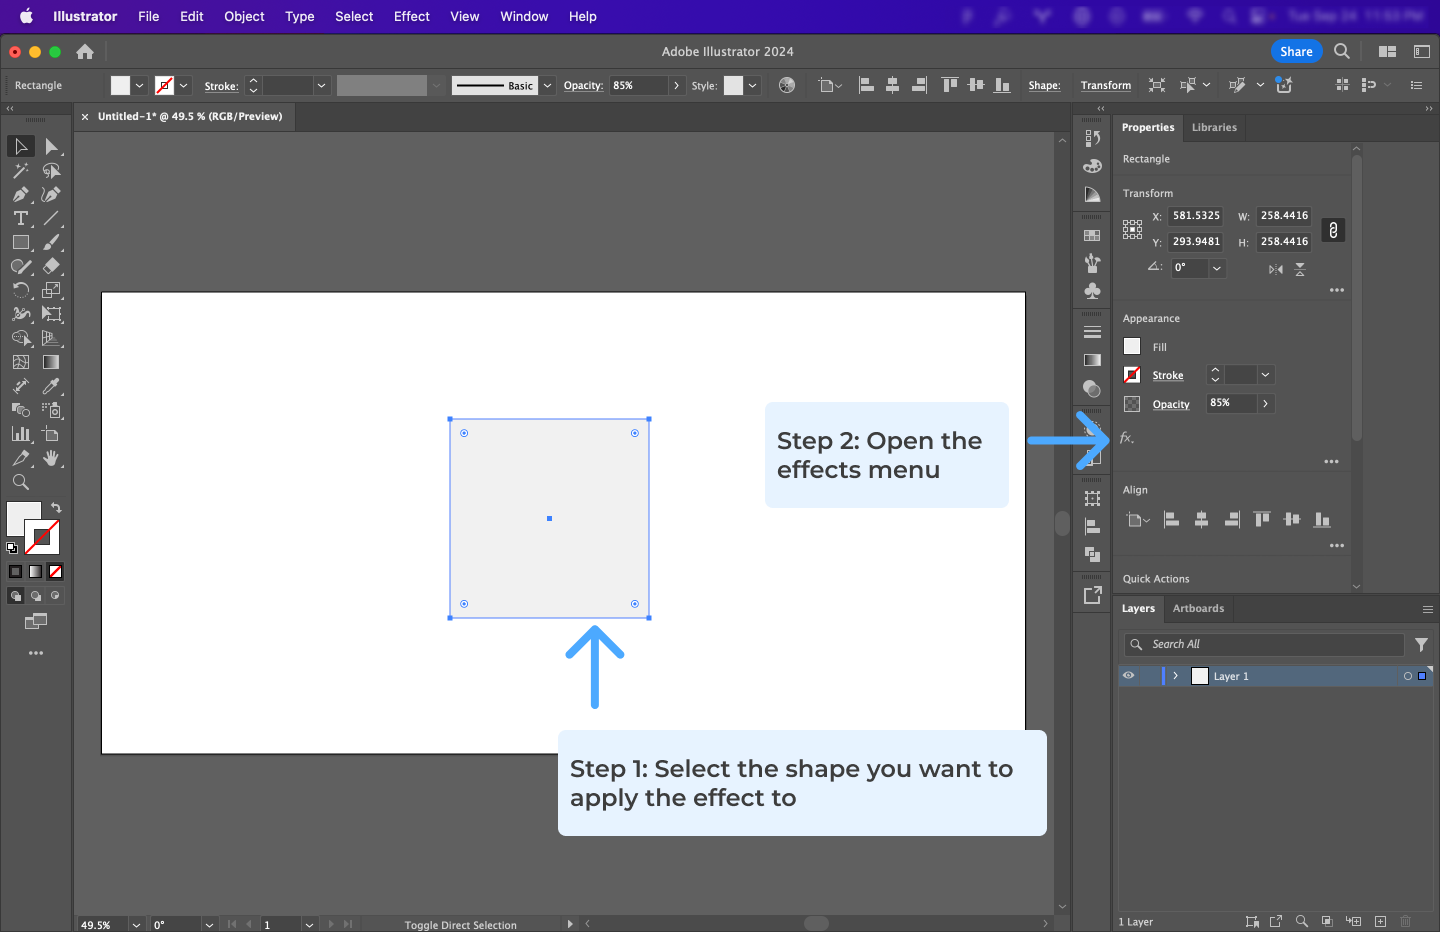 Illustrator File Edit Object Type Select Effect View Window Help
Adobe Illustrator 2024
Share
Rectangle
Stroke:
Basic
Opacity: 85%
Style:
Shape:
Transform
× Untitled-1* @ 49.5 % (RGB/Preview)
Properties Libraries
Rectangle
Transform
X: 581.5325 W: 258.4416
Y: 293.9481 H: 258.4416
0°
Appearance
Fill
Stroke
Opacity 85%
fx.
Align
Quick Actions
Step 2: Open the
effects menu
Step 1: Select the shape you want to
apply the effect to
Layers Artboards
Search All
Layer 1
1 Layer
49.5% 0° 1 Toggle Direct Selection